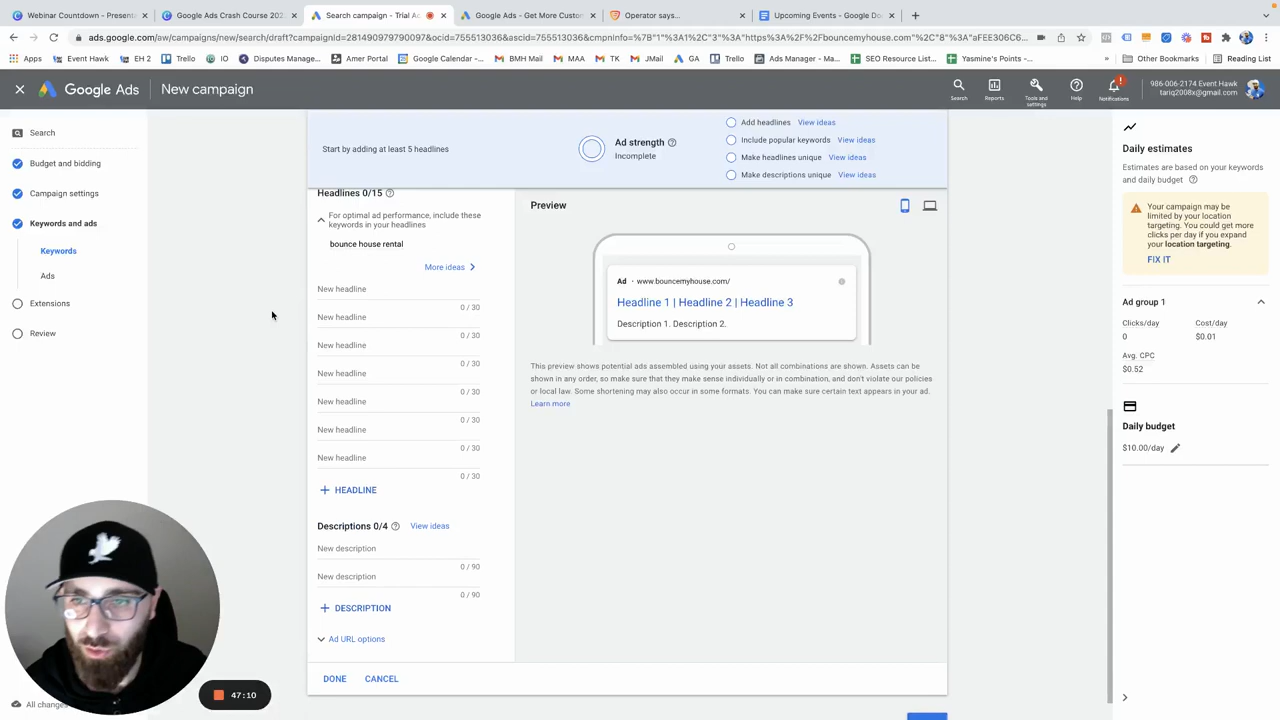 Webinar Countdown - Presenta
Google Ads Crash Course 202
Search campaign - Trial As
Google Ads - Get More Custom
Operator says...
Upcoming Events - Google Do
ads.google.com/aw/campaigns/new/search/draft?campaignId=281490979790097&ocid=755513036&ascid=755513036&cmpnInfo=%7B"1"%3A1%2C"3"%3A"https%3A%2F%2Fbouncemyhouse.com"%2C"8"%3A"aFEE306C...
Apps
Event Hawk
EH 2
Trello
IO
Disputes Manage...
Amer Portal
Google Calendar -...
BMH Mail
MAA
TK
JMail
GA
Trello
Ads Manager - Ma...
SEO Resource List...
Yasmine's Points -...
»
Other Bookmarks
Reading List
Google Ads
New campaign
Search
Reports
Tools and settings
Help
Notifications
986-006-2174 Event Hawk
tariq2008x@gmail.com
Search
Budget and bidding
Campaign settings
Keywords and ads
Keywords
Ads
Extensions
Review
Start by adding at least 5 headlines
Ad strength
Incomplete
Add headlines View ideas
Include popular keywords View ideas
Make headlines unique View ideas
Make descriptions unique View ideas
Headlines 0/15
For optimal ad performance, include these
keywords in your headlines
bounce house rental
More ideas
New headline
0 / 30
New headline
0 / 30
New headline
0 / 30
New headline
0 / 30
New headline
0 / 30
New headline
0 / 30
New headline
0 / 30
+ HEADLINE
Descriptions 0/4 View ideas
New description
0 / 90
New description
0 / 90
+ DESCRIPTION
Ad URL options
DONE
CANCEL
Preview
Ad · www.bouncemyhouse.com/
Headline 1 | Headline 2 | Headline 3
Description 1. Description 2.
This preview shows potential ads assembled using your assets. Not all combinations are shown. Assets can be
shown in any order, so make sure that they make sense individually or in combination, and don't violate our policies
or local law. Some shortening may also occur in some formats. You can make sure certain text appears in your ad.
Learn more
Daily estimates
Estimates are based on your keywords
and daily budget
Your campaign may be
limited by your location
targeting. You could get more
clicks per day if you expand
your location targeting.
FIX IT
Ad group 1
Clicks/day
0
Cost/day
$0.01
Avg. CPC
$0.52
Daily budget
$10.00/day
All changes
47:10